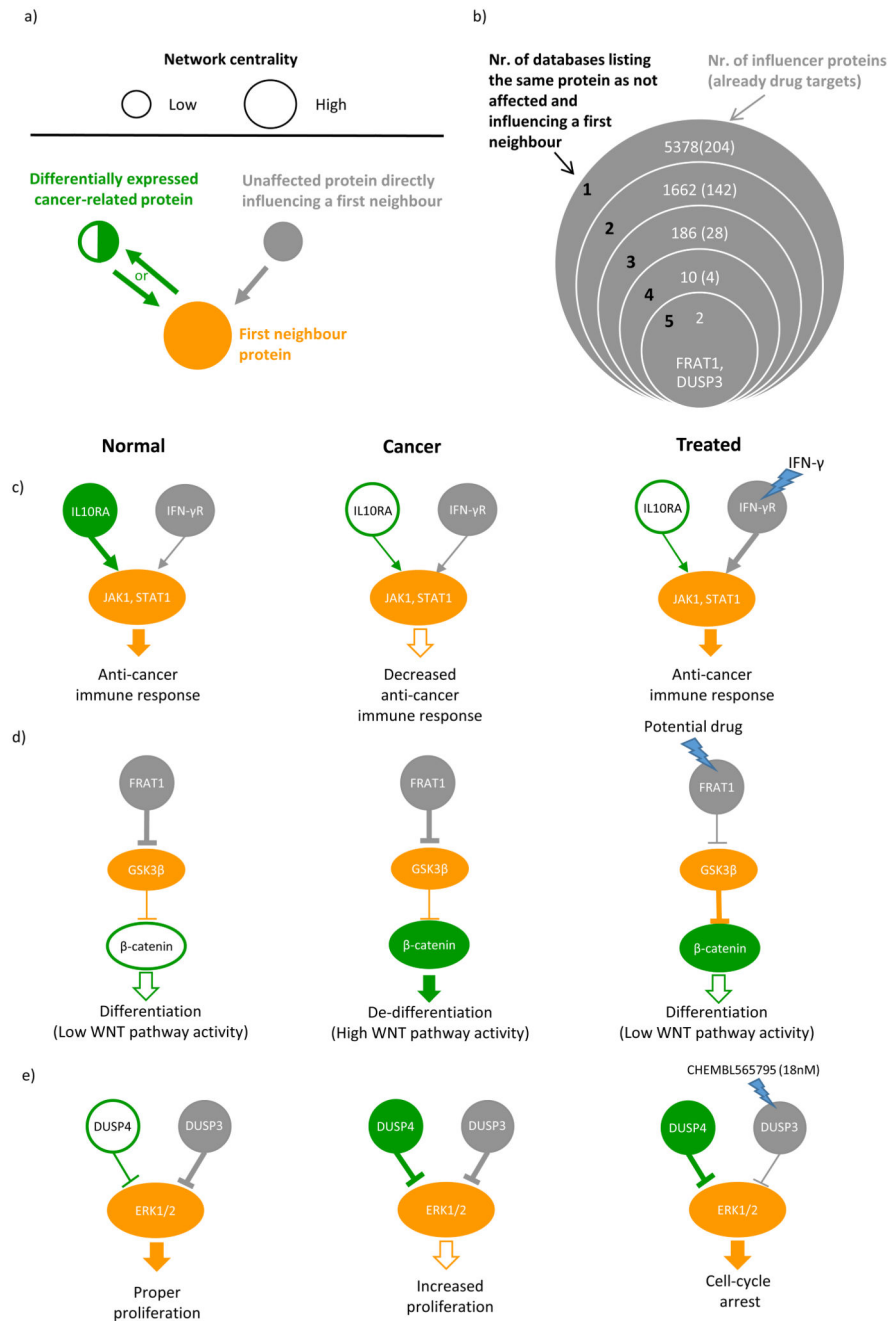 a)
Network centrality
Low
High
Differentially expressed
cancer-related protein
Unaffected protein directly
influencing a first neighbour
or
First neighbour
protein
b)
Nr. of databases listing
the same protein as not
affected and
influencing a first
neighbour
Nr. of influencer proteins
(already drug targets)
5378(204)
1
1662 (142)
2
186 (28)
3
10 (4)
4
2
5
FRAT1,
DUSP3
Normal
Cancer
Treated
c)
IL10RA
IFN-γR
JAK1, STAT1
Anti-cancer
immune response
IL10RA
IFN-γR
JAK1, STAT1
Decreased
anti-cancer
immune response
IFN-γ
IL10RA
IFN-γR
JAK1, STAT1
Anti-cancer
immune response
d)
FRAT1
GSK3β
β-catenin
Differentiation
(Low WNT pathway activity)
FRAT1
GSK3β
β-catenin
De-differentiation
(High WNT pathway activity)
Potential drug
FRAT1
GSK3β
β-catenin
Differentiation
(Low WNT pathway activity)
e)
DUSP4
DUSP3
ERK1/2
Proper
proliferation
DUSP4
DUSP3
ERK1/2
Increased
proliferation
CHEMBL565795 (18nM)
DUSP4
DUSP3
ERK1/2
Cell-cycle
arrest